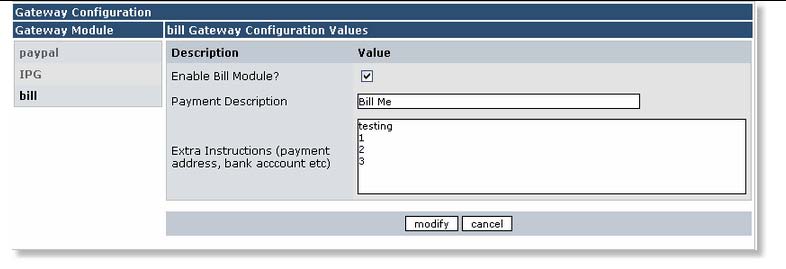 Gateway Configuration
Gateway Module
bill Gateway Configuration Values
paypal
IPG
bill
Description Value
Enable Bill Module?
Payment Description Bill Me
Extra Instructions (payment
address, bank acccount etc)
testing
1
2
3
modify cancel